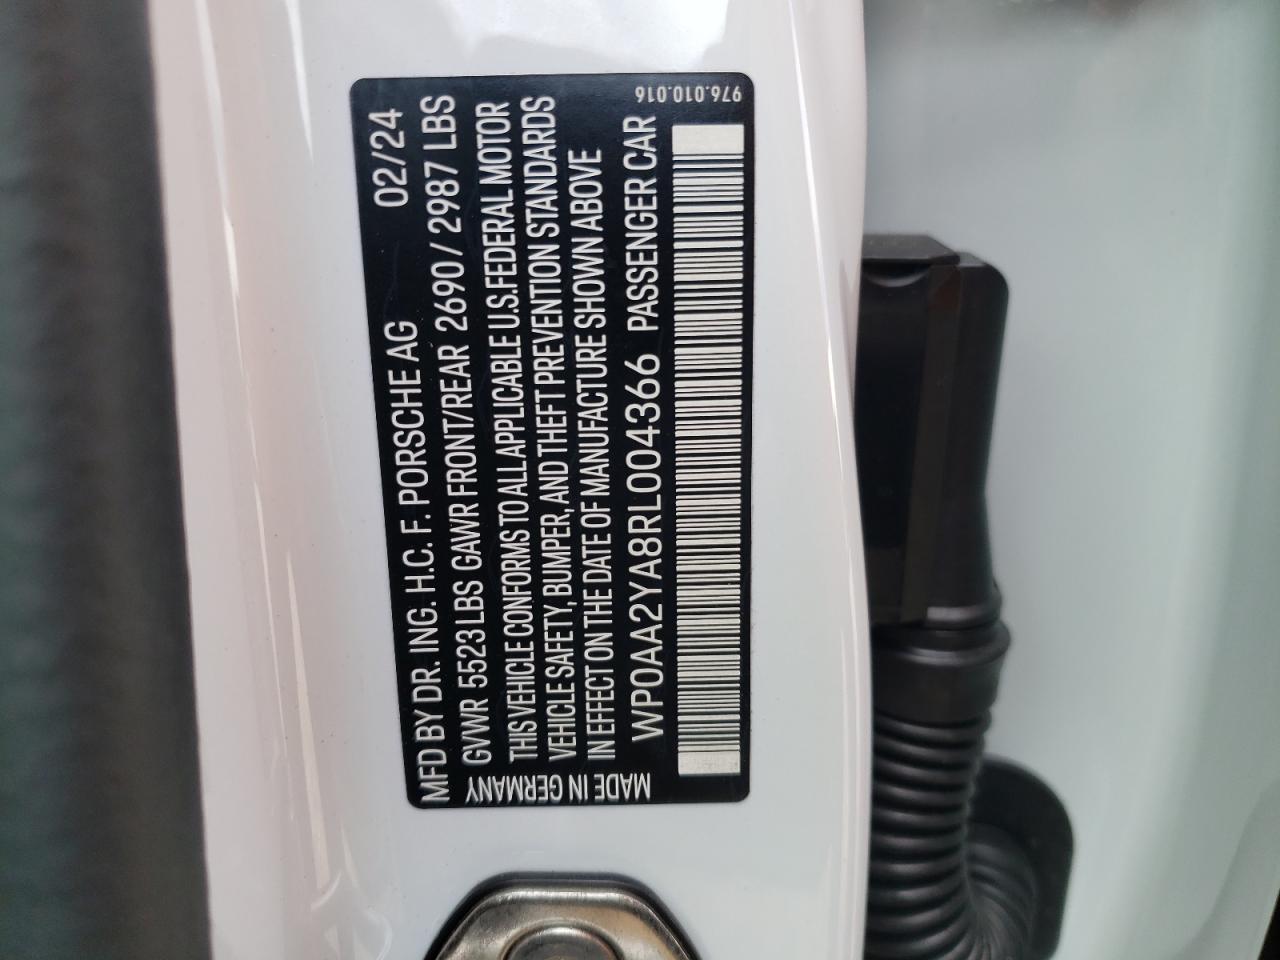 MFD BY DR. ING. H.C. F. PORSCHE AG 02/24
GVWR 5523 LBS GAWR FRONT/REAR 2690 / 2987 LBS
THIS VEHICLE CONFORMS TO ALL APPLICABLE U.S.FEDERAL MOTOR
VEHICLE SAFETY, BUMPER, AND THEFT PREVENTION STANDARDS
IN EFFECT ON THE DATE OF MANUFACTURE SHOWN ABOVE
WP0AA2YA8RL004366 PASSENGER CAR
MADE IN GERMANY
976.010.016